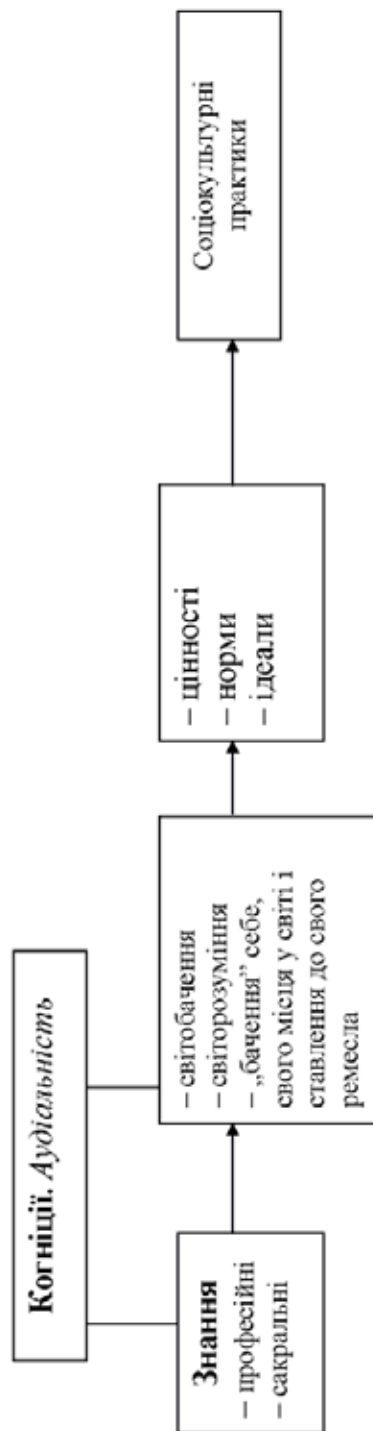 Когніції. Аудіальність
Знання
– професійні
– сакральні
– світобачення
– світорозуміння
– „бачення” себе,
свого місця у світі і
ставлення до свого
ремесла
– цінності
– норми
– ідеали
Соціокультурні
практики